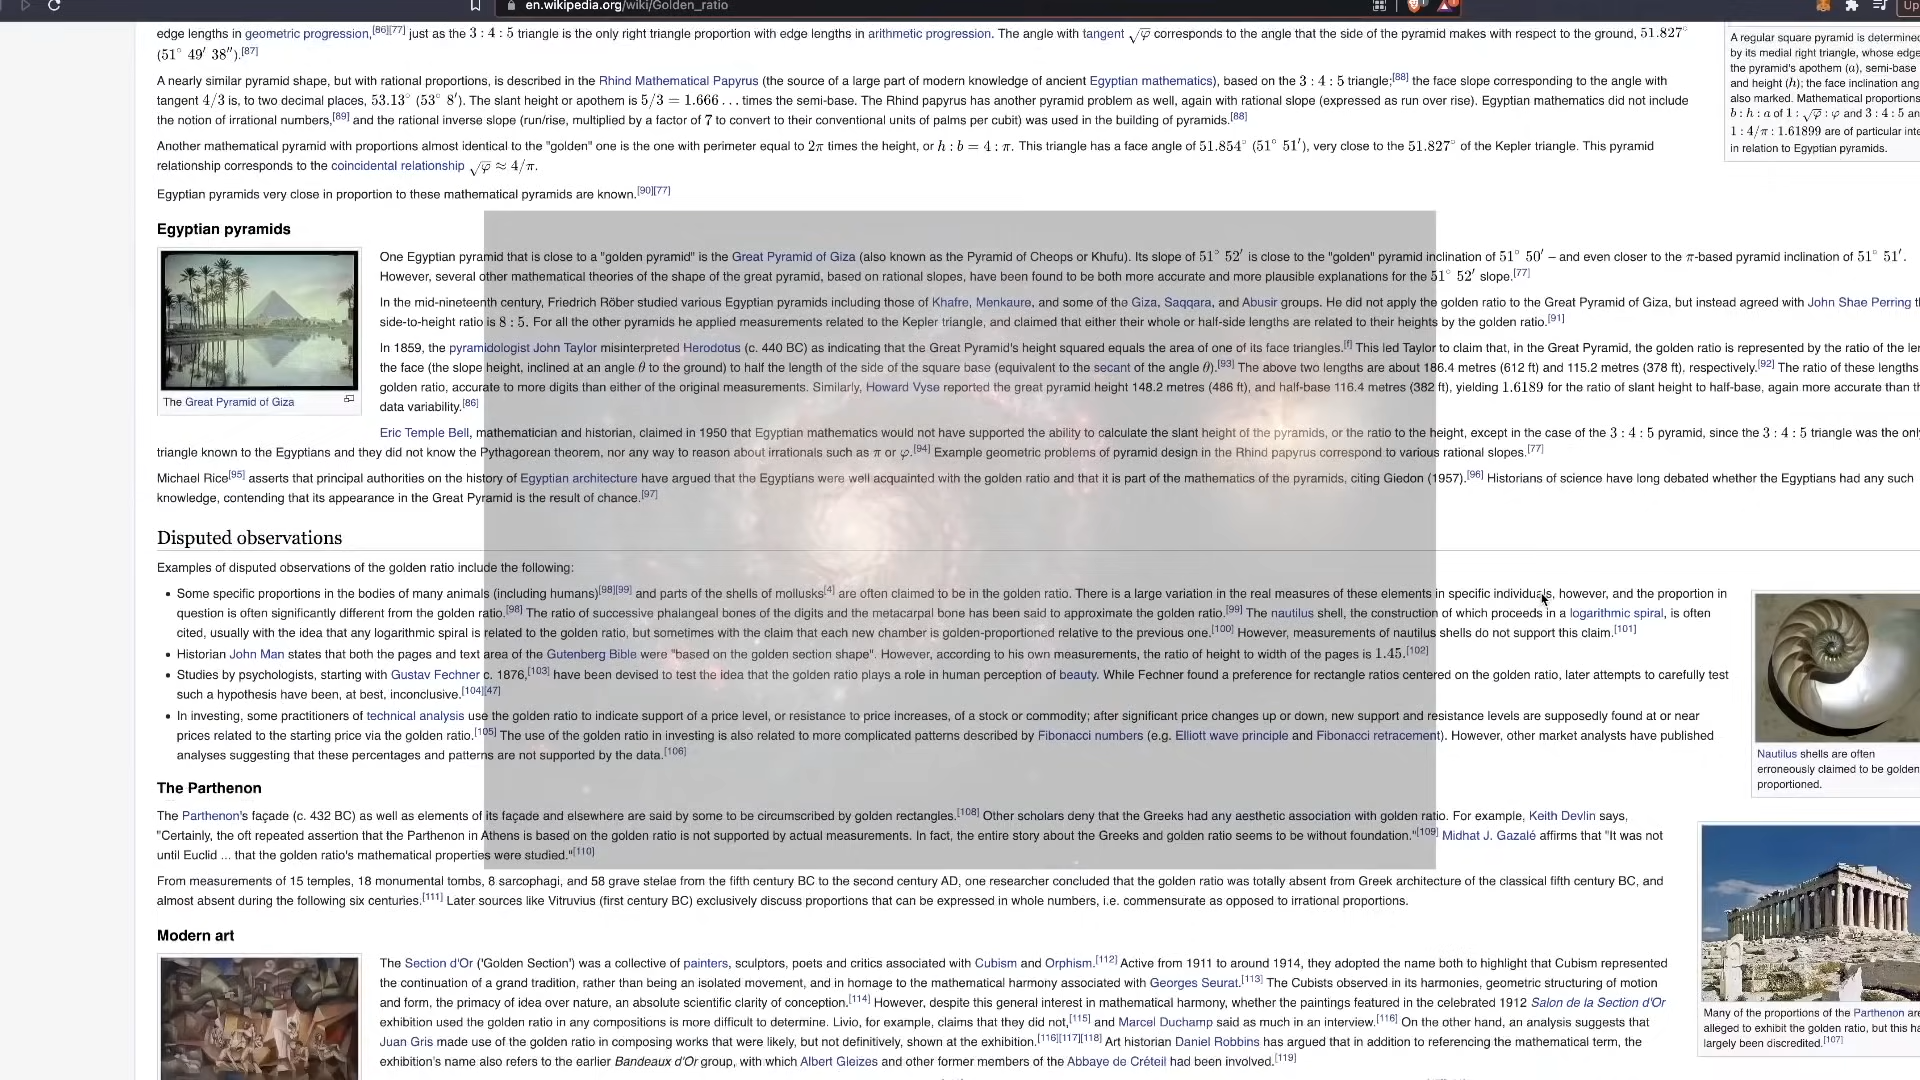 en.wikipedia.org/wiki/Golden_ratio
edge lengths in geometric progression,[86][77] just as the 3 : 4 : 5 triangle is the only right triangle proportion with edge lengths in arithmetic progression. The angle with tangent √φ corresponds to the angle that the side of the pyramid makes with respect to the ground, 51.827°
(51° 49′ 38″).[87]
A nearly similar pyramid shape, but with rational proportions, is described in the Rhind Mathematical Papyrus (the source of a large part of modern knowledge of ancient Egyptian mathematics), based on the 3 : 4 : 5 triangle;[88] the face slope corresponding to the angle with
tangent 4/3 is, to two decimal places, 53.13° (53° 8′). The slant height or apothem is 5/3 = 1.666 . . . times the semi-base. The Rhind papyrus has another pyramid problem as well, again with rational slope (expressed as run over rise). Egyptian mathematics did not include
the notion of irrational numbers,[89] and the rational inverse slope (run/rise, multiplied by a factor of 7 to convert to their conventional units of palms per cubit) was used in the building of pyramids.[88]
Another mathematical pyramid with proportions almost identical to the "golden" one is the one with perimeter equal to 2π times the height, or h : b = 4 : π. This triangle has a face angle of 51.854° (51° 51′), very close to the 51.827° of the Kepler triangle. This pyramid
relationship corresponds to the coincidental relationship √φ ≈ 4/π.
Egyptian pyramids very close in proportion to these mathematical pyramids are known.[90][77]
A regular square pyramid is determined
by its medial right triangle, whose edge
the pyramid's apothem (a), semi-base
and height (h); the face inclination ang
also marked. Mathematical proportions
b : h : a of 1 : √φ : φ and 3 : 4 : 5 an
1 : 4/π : 1.61899 are of particular inte
in relation to Egyptian pyramids.
Egyptian pyramids
The Great Pyramid of Giza
One Egyptian pyramid that is close to a "golden pyramid" is the Great Pyramid of Giza (also known as the Pyramid of Cheops or Khufu). Its slope of 51° 52′ is close to the "golden" pyramid inclination of 51° 50′ – and even closer to the π-based pyramid inclination of 51° 51′.
However, several other mathematical theories of the shape of the great pyramid, based on rational slopes, have been found to be both more accurate and more plausible explanations for the 51° 52′ slope.[77]
In the mid-nineteenth century, Friedrich Röber studied various Egyptian pyramids including those of Khafre, Menkaure, and some of the Giza, Saqqara, and Abusir groups. He did not apply the golden ratio to the Great Pyramid of Giza, but instead agreed with John Shae Perring t
side-to-height ratio is 8 : 5. For all the other pyramids he applied measurements related to the Kepler triangle, and claimed that either their whole or half-side lengths are related to their heights by the golden ratio.[91]
In 1859, the pyramidologist John Taylor misinterpreted Herodotus (c. 440 BC) as indicating that the Great Pyramid's height squared equals the area of one of its face triangles.[f] This led Taylor to claim that, in the Great Pyramid, the golden ratio is represented by the ratio of the le
the face (the slope height, inclined at an angle θ to the ground) to half the length of the side of the square base (equivalent to the secant of the angle θ).[93] The above two lengths are about 186.4 metres (612 ft) and 115.2 metres (378 ft), respectively.[92] The ratio of these lengths
golden ratio, accurate to more digits than either of the original measurements. Similarly, Howard Vyse reported the great pyramid height 148.2 metres (486 ft), and half-base 116.4 metres (382 ft), yielding 1.6189 for the ratio of slant height to half-base, again more accurate than th
data variability.[86]
Eric Temple Bell, mathematician and historian, claimed in 1950 that Egyptian mathematics would not have supported the ability to calculate the slant height of the pyramids, or the ratio to the height, except in the case of the 3 : 4 : 5 pyramid, since the 3 : 4 : 5 triangle was the only
triangle known to the Egyptians and they did not know the Pythagorean theorem, nor any way to reason about irrationals such as π or φ.[94] Example geometric problems of pyramid design in the Rhind papyrus correspond to various rational slopes.[77]
Michael Rice[95] asserts that principal authorities on the history of Egyptian architecture have argued that the Egyptians were well acquainted with the golden ratio and that it is part of the mathematics of the pyramids, citing Giedon (1957).[96] Historians of science have long debated whether the Egyptians had any such
knowledge, contending that its appearance in the Great Pyramid is the result of chance.[97]
Disputed observations
Examples of disputed observations of the golden ratio include the following:
• Some specific proportions in the bodies of many animals (including humans)[98][99] and parts of the shells of mollusks[4] are often claimed to be in the golden ratio. There is a large variation in the real measures of these elements in specific individuals, however, and the proportion in
question is often significantly different from the golden ratio.[98] The ratio of successive phalangeal bones of the digits and the metacarpal bone has been said to approximate the golden ratio.[99] The nautilus shell, the construction of which proceeds in a logarithmic spiral, is often
cited, usually with the idea that any logarithmic spiral is related to the golden ratio, but sometimes with the claim that each new chamber is golden-proportioned relative to the previous one.[100] However, measurements of nautilus shells do not support this claim.[101]
• Historian John Man states that both the pages and text area of the Gutenberg Bible were "based on the golden section shape". However, according to his own measurements, the ratio of height to width of the pages is 1.45.[102]
• Studies by psychologists, starting with Gustav Fechner c. 1876,[103] have been devised to test the idea that the golden ratio plays a role in human perception of beauty. While Fechner found a preference for rectangle ratios centered on the golden ratio, later attempts to carefully test
such a hypothesis have been, at best, inconclusive.[104][47]
• In investing, some practitioners of technical analysis use the golden ratio to indicate support of a price level, or resistance to price increases, of a stock or commodity; after significant price changes up or down, new support and resistance levels are supposedly found at or near
prices related to the starting price via the golden ratio.[105] The use of the golden ratio in investing is also related to more complicated patterns described by Fibonacci numbers (e.g. Elliott wave principle and Fibonacci retracement). However, other market analysts have published
analyses suggesting that these percentages and patterns are not supported by the data.[106]
Nautilus shells are often
erroneously claimed to be golden
proportioned.
The Parthenon
The Parthenon's façade (c. 432 BC) as well as elements of its façade and elsewhere are said by some to be circumscribed by golden rectangles.[108] Other scholars deny that the Greeks had any aesthetic association with golden ratio. For example, Keith Devlin says,
"Certainly, the oft repeated assertion that the Parthenon in Athens is based on the golden ratio is not supported by actual measurements. In fact, the entire story about the Greeks and golden ratio seems to be without foundation."[109] Midhat J. Gazalé affirms that "It was not
until Euclid ... that the golden ratio's mathematical properties were studied."[110]
From measurements of 15 temples, 18 monumental tombs, 8 sarcophagi, and 58 grave stelae from the fifth century BC to the second century AD, one researcher concluded that the golden ratio was totally absent from Greek architecture of the classical fifth century BC, and
almost absent during the following six centuries.[111] Later sources like Vitruvius (first century BC) exclusively discuss proportions that can be expressed in whole numbers, i.e. commensurate as opposed to irrational proportions.
Many of the proportions of the Parthenon are
alleged to exhibit the golden ratio, but this ha
largely been discredited.[107]
Modern art
The Section d'Or ('Golden Section') was a collective of painters, sculptors, poets and critics associated with Cubism and Orphism.[112] Active from 1911 to around 1914, they adopted the name both to highlight that Cubism represented
the continuation of a grand tradition, rather than being an isolated movement, and in homage to the mathematical harmony associated with Georges Seurat.[113] The Cubists observed in its harmonies, geometric structuring of motion
and form, the primacy of idea over nature, an absolute scientific clarity of conception.[114] However, despite this general interest in mathematical harmony, whether the paintings featured in the celebrated 1912 Salon de la Section d'Or
exhibition used the golden ratio in any compositions is more difficult to determine. Livio, for example, claims that they did not,[115] and Marcel Duchamp said as much in an interview.[116] On the other hand, an analysis suggests that
Juan Gris made use of the golden ratio in composing works that were likely, but not definitively, shown at the exhibition.[116][117][118] Art historian Daniel Robbins has argued that in addition to referencing the mathematical term, the
exhibition's name also refers to the earlier Bandeaux d'Or group, with which Albert Gleizes and other former members of the Abbaye de Créteil had been involved.[119]